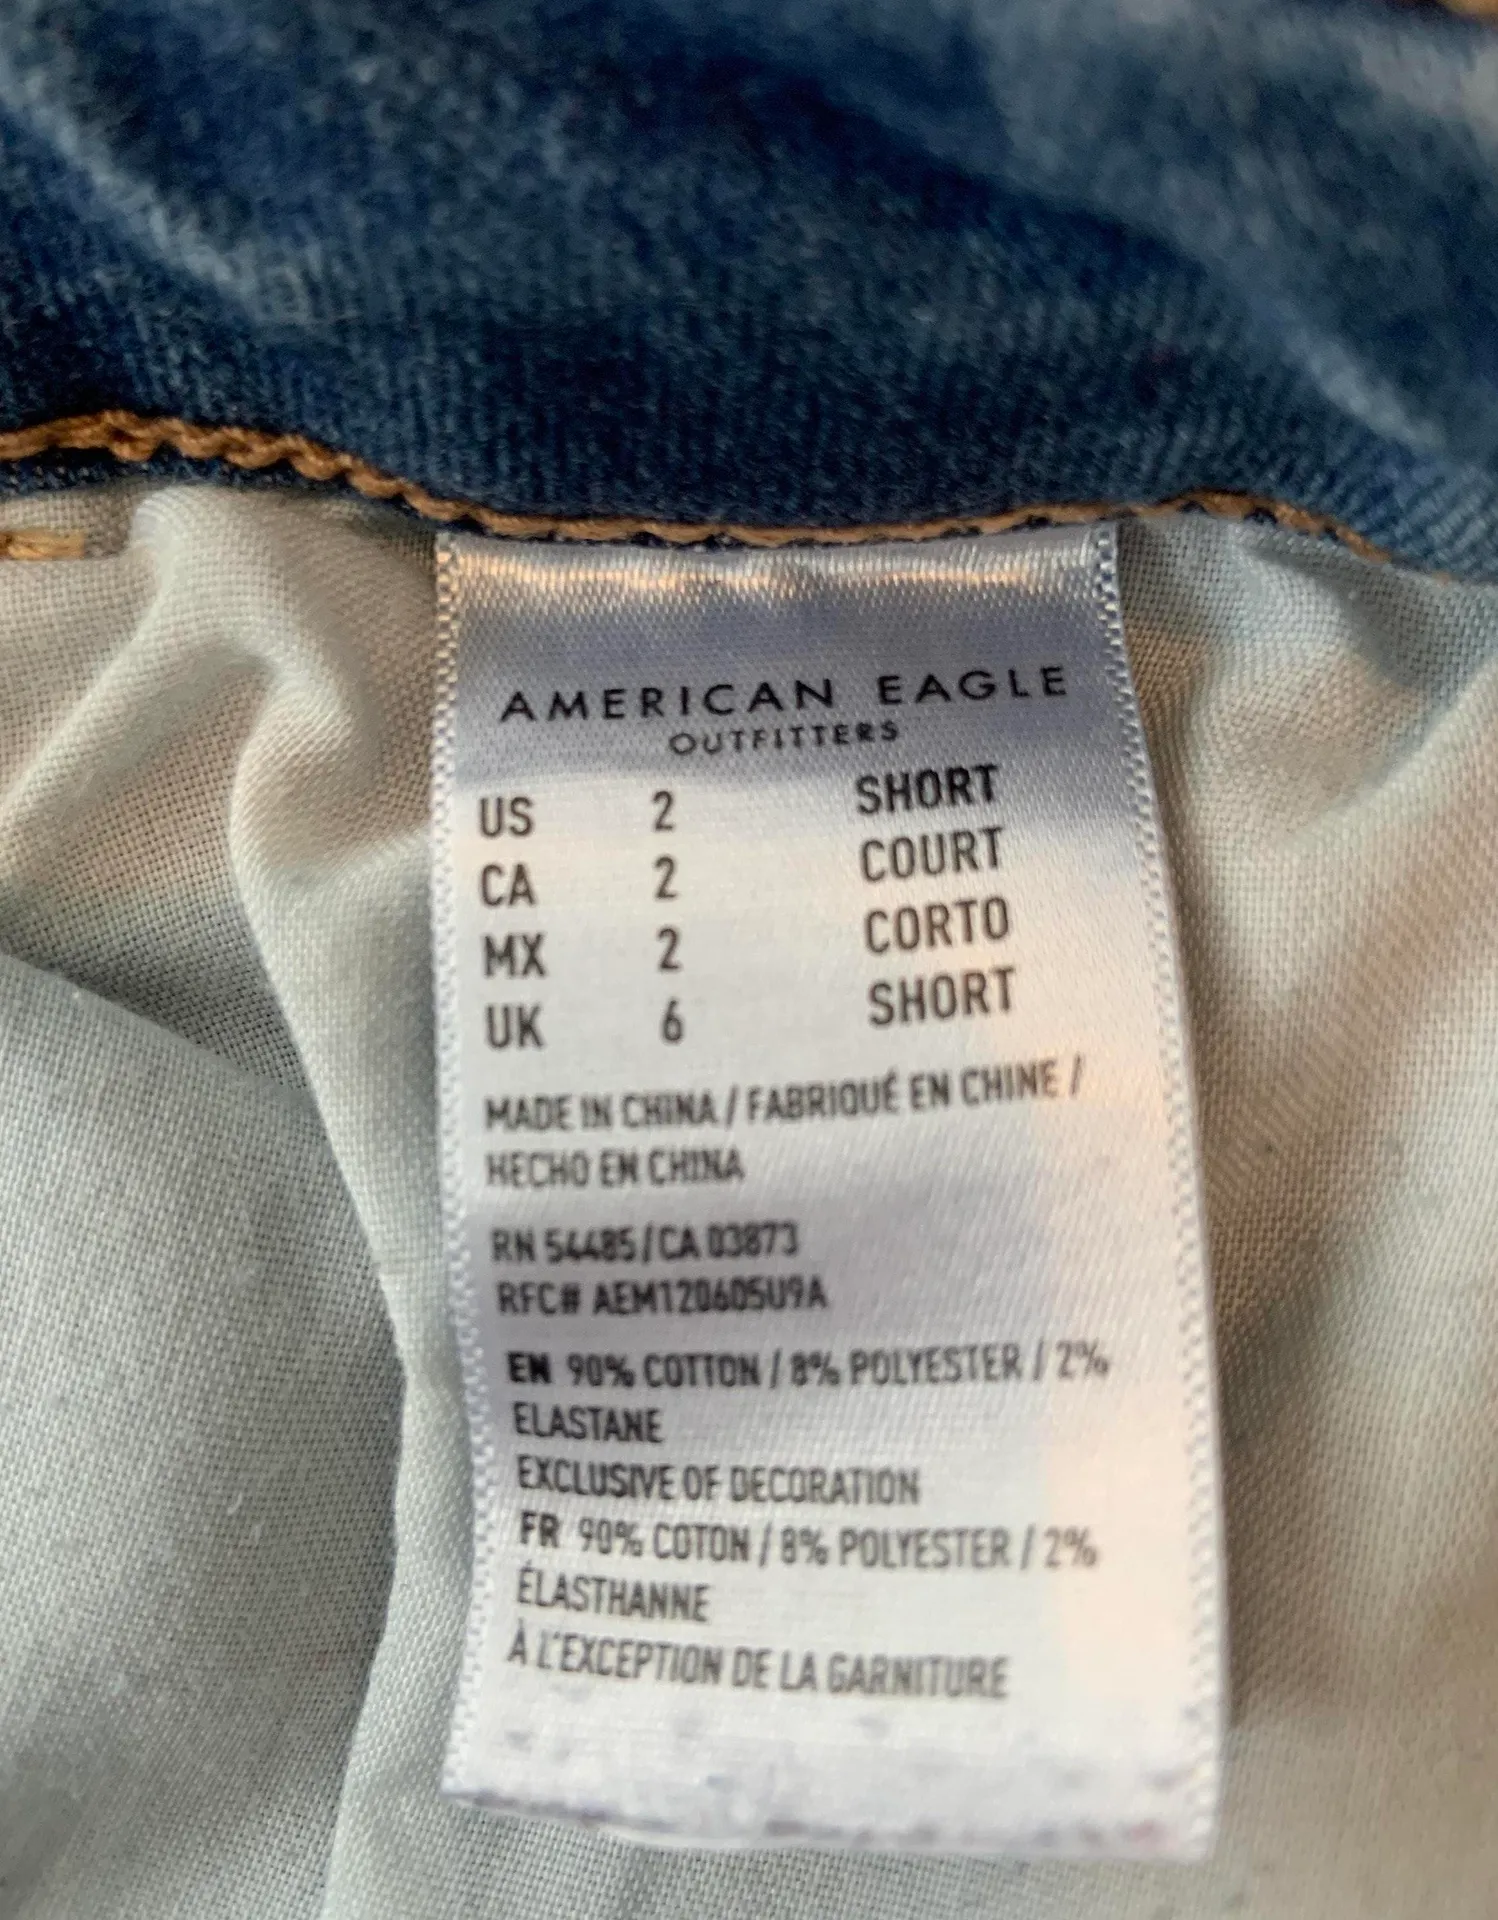 AMERICAN EAGLE
OUTFITTERS
US 2 SHORT
CA 2 COURT
MX 2 CORTO
UK 6 SHORT
MADE IN CHINA / FABRIQUÉ EN CHINE /
HECHO EN CHINA
RN 54485/CA 03873
RFC# AEM120605U9A
EN 90% COTTON / 8% POLYESTER / 2%
ELASTANE
EXCLUSIVE OF DECORATION
FR 90% COTON / 8% POLYESTER / 2%
ÉLASTHANNE
À L'EXCEPTION DE LA GARNITURE